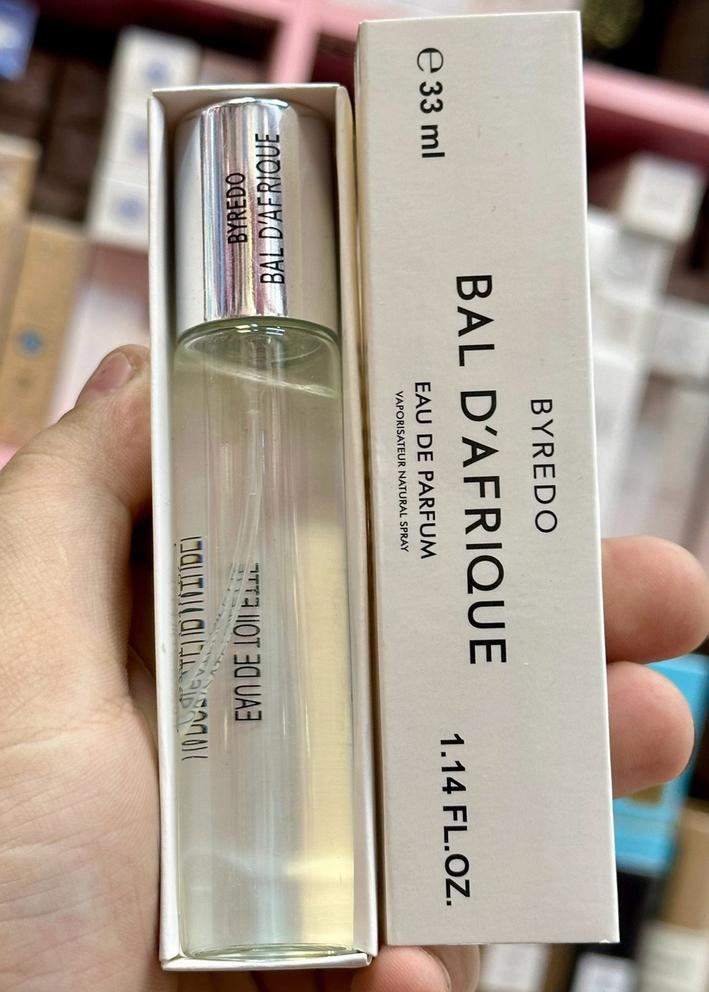 BYREDO
BAL D'AFRIQUE
EAU DE TOILETTE
e 33 ml
BYREDO
BAL D'AFRIQUE
EAU DE PARFUM
VAPORISATEUR NATURAL SPRAY
1.14 FL.OZ.